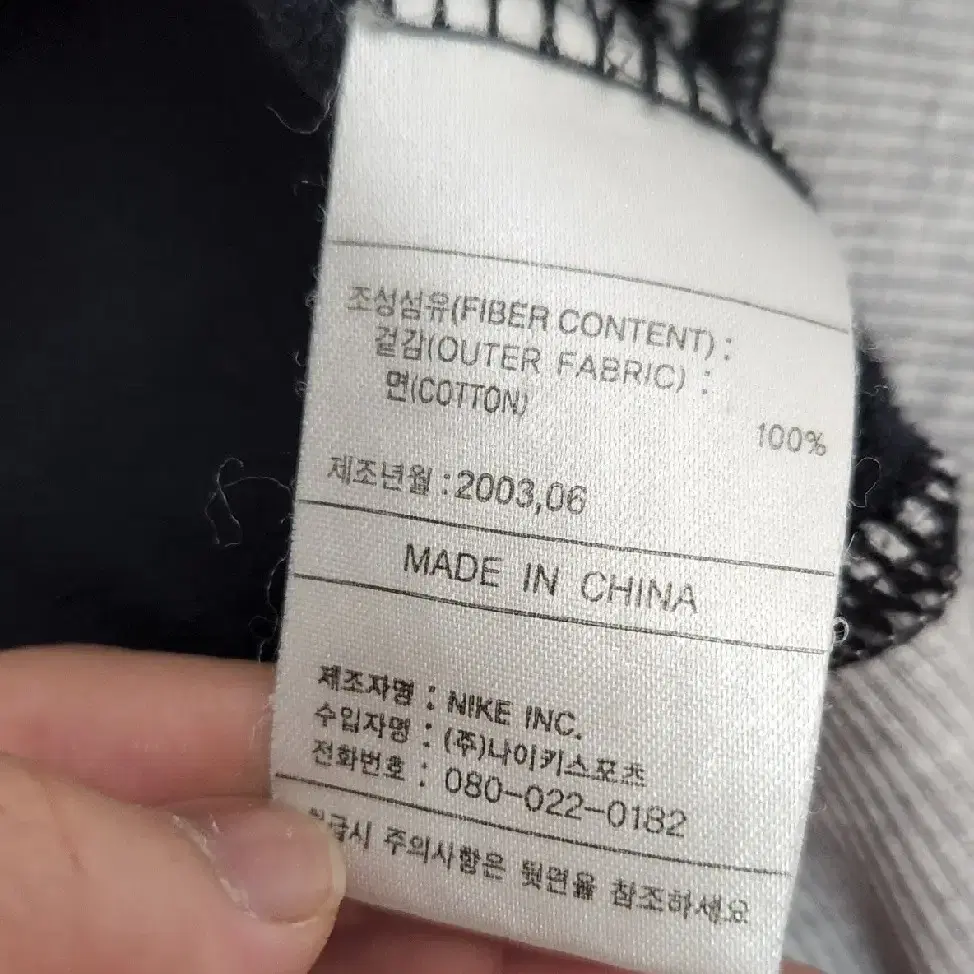 조성섬유(FIBER CONTENT) :
겉감(OUTER FABRIC) :
면(COTTON)
100%
제조년월 : 2003,06
MADE IN CHINA
제조자명 : NIKE INC.
수입자명 : (주)나이키스포츠
전화번호 : 080-022-0182
주의사항은 뒷면을 참조하세요